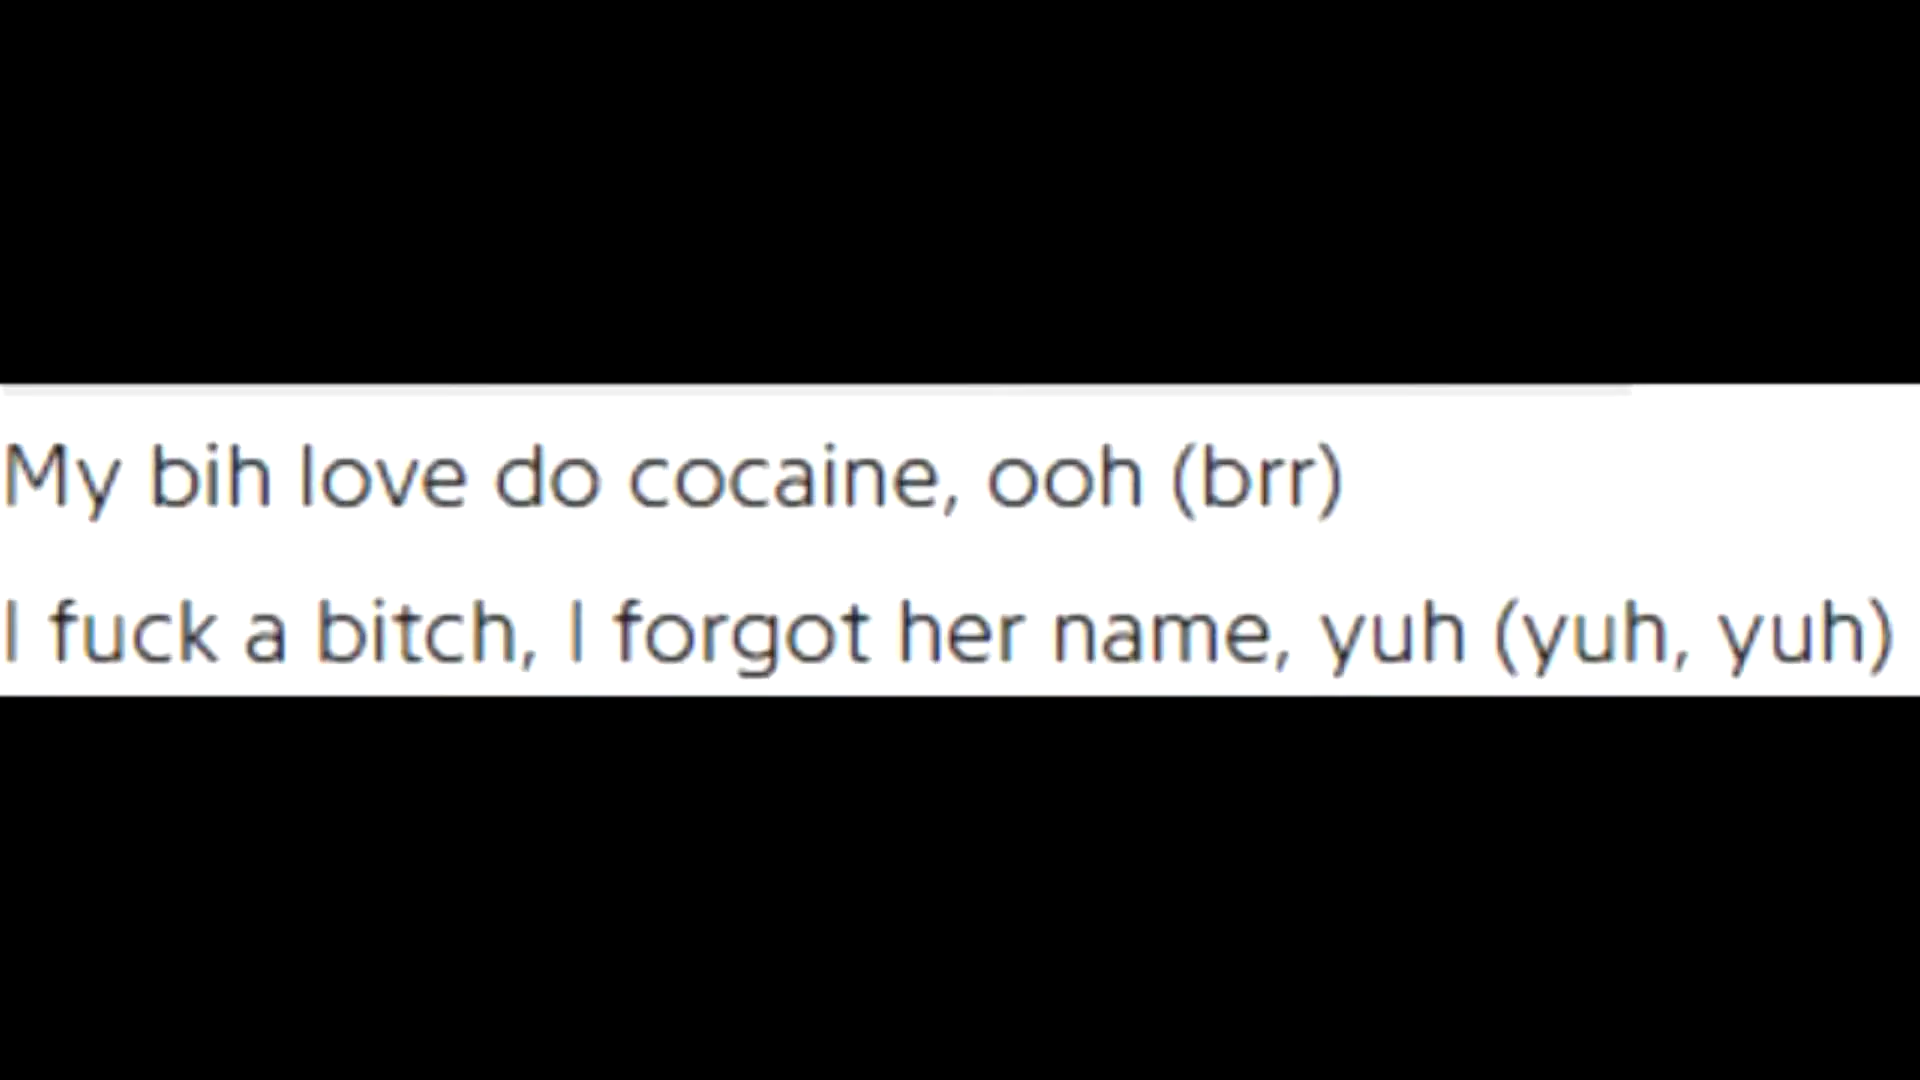 My bih love do cocaine, ooh (brr)
I fuck a bitch, I forgot her name, yuh (yuh, yuh)